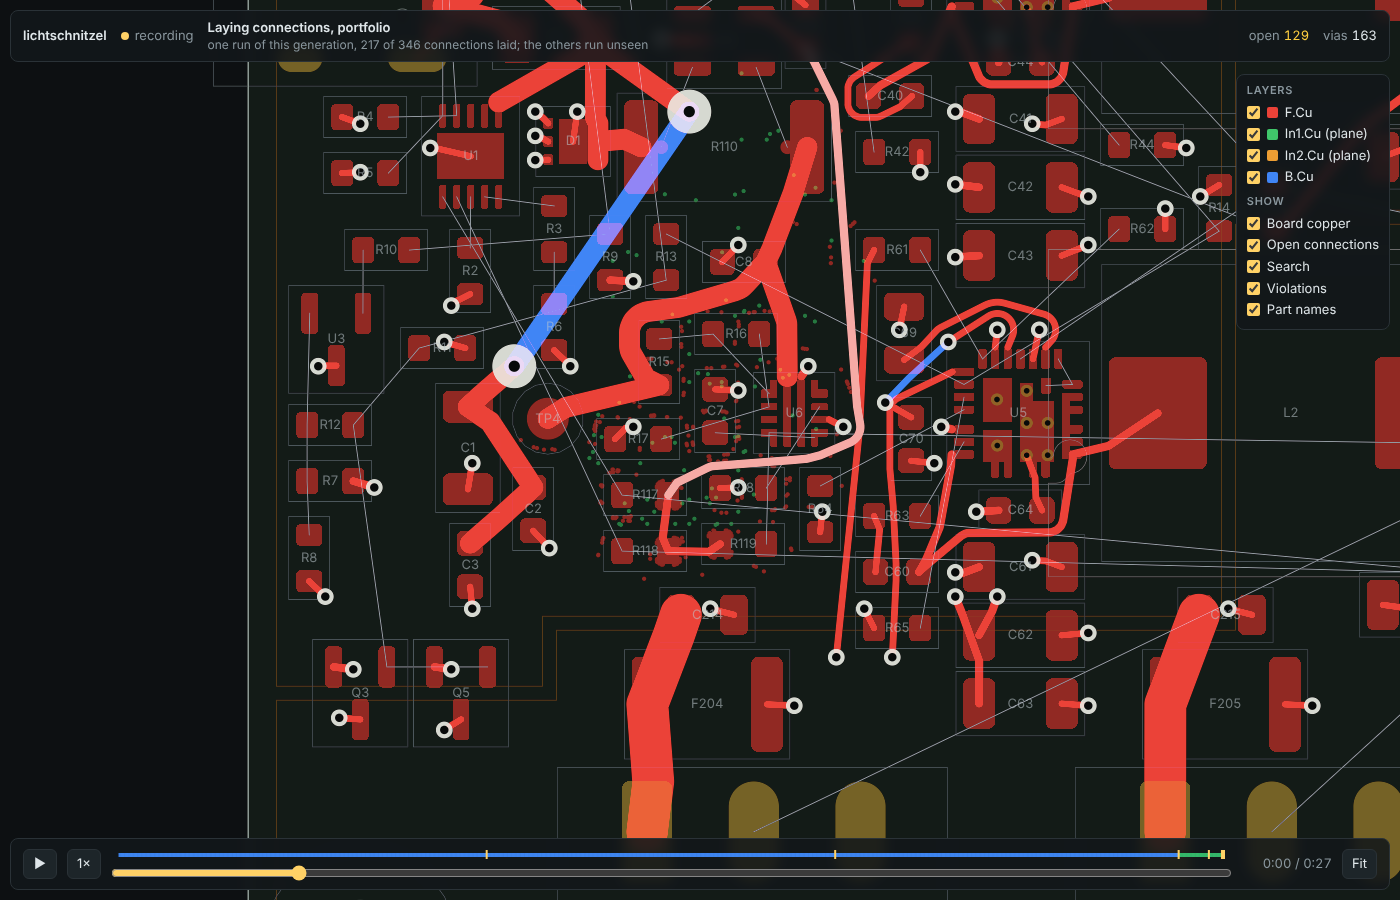 lichtschnitzel
recording
Laying connections, portfolio
one run of this generation, 217 of 346 connections laid; the others run unseen
open 129 vias 163
LAYERS
F.Cu
In1.Cu (plane)
In2.Cu (plane)
B.Cu
SHOW
Board copper
Open connections
Search
Violations
Part names
C44
C40
R4
C41
D1
R44
R110
U1
R42
R5
C42
R14
R3
R62
R10
R9
R13
R61
C43
C8
R2
R6
R16
U3
R15
U6
C7
U5
L2
TP4
R12
R17
C70
C1
R7
R117
C2
C64
R63
R118
R119
R8
C3
C60
R65
C62
Q3
Q5
F204
C63
F205
1×
0:00 / 0:27
Fit